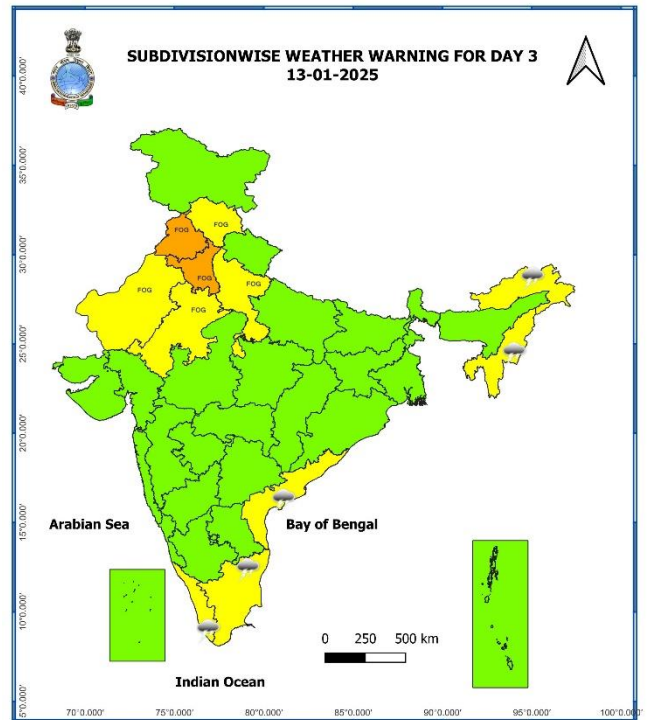 SUBDIVISIONWISE WEATHER WARNING FOR DAY 3
13-01-2025
40°0.000'
35°0.000'
30°0.000'
25°0.000'
20°0.000'
15°0.000'
10°0.000'
5°0.000'
FOG
FOG
FOG
FOG
FOG
FOG
Arabian Sea
Bay of Bengal
0 250 500 km
Indian Ocean
70°0.000' 75°0.000' 80°0.000' 85°0.000' 90°0.000' 95°0.000' 100°0.000'